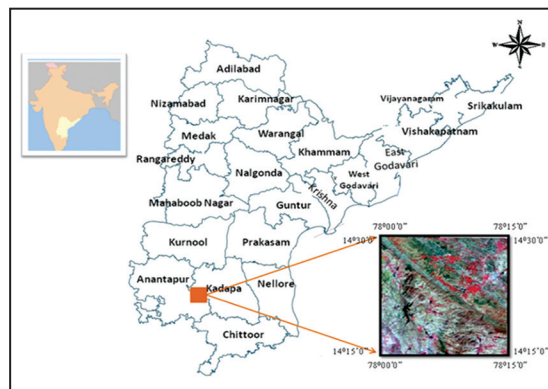 N
W E
S
Adilabad
Nizamabad
Karimnagar
Vijayanagaram
Srikakulam
Medak
Warangal
Vishakapatnam
Rangareddy
Khammam
East
Godavari
Nalgonda
West
Godavari
Krishna
Mahaboob Nagar
Guntur
78°00'0"
78°15'0"
Kurnool
Prakasam
14°30'0"
14°30'0"
Anantapur
Kadapa
Nellore
Chittoor
14°15'0"
14°15'0"
78°00'0"
78°15'0"